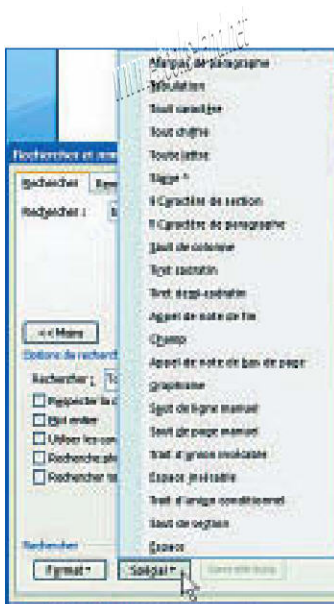 Marque de paragraphe
Tabulation
Tout caractère
Tout chiffre
Toute lettre
Signe ^
§ Caractère de section
¶ Caractère de paragraphe
Saut de colonne
Tiret cadratin
Tiret demi-cadratin
Appel de note de fin
Champ
Appel de note de bas de page
Graphisme
Saut de ligne manuel
Saut de page manuel
Trait d'union insécable
Espace insécable
Trait d'union conditionnel
Saut de section
Espace
Rechercher et
Rechercher
Rechercher :
<< Moins
Options de recherch
Rechercher :
Respecter la c
Mot entier
Utiliser les
Recherche
Rechercher
Rechercher
Format Spécial